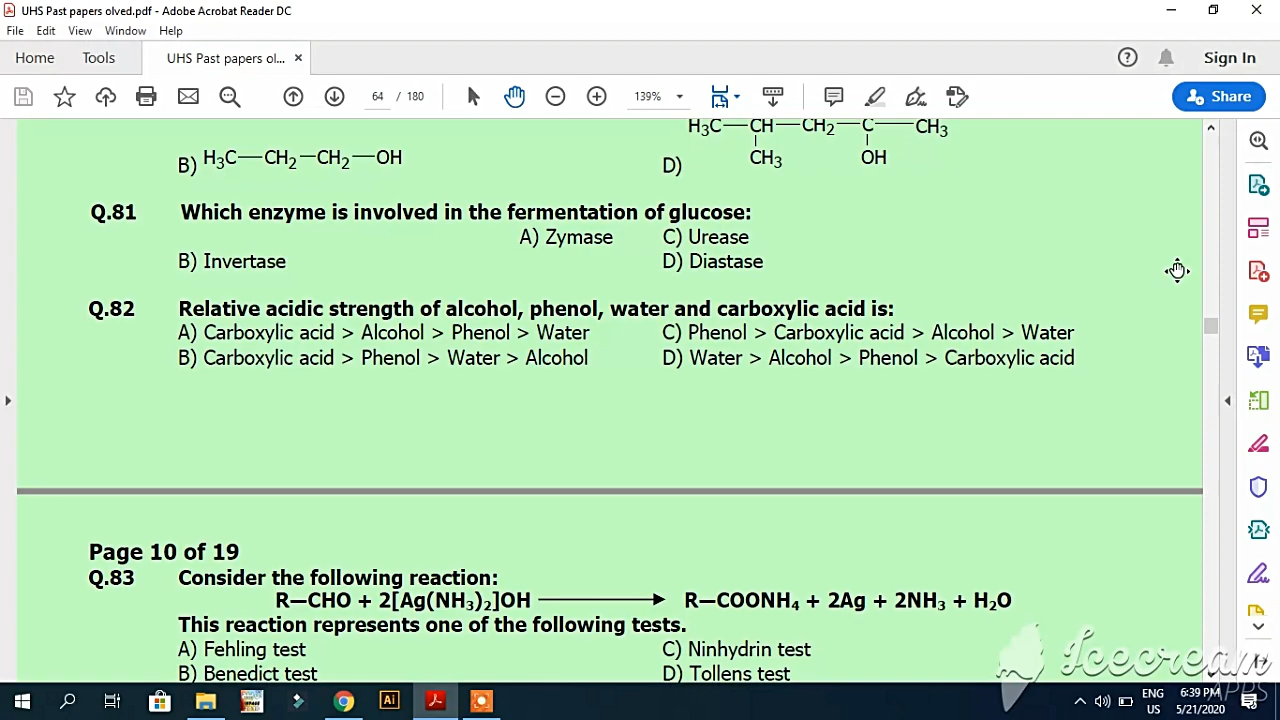 UHS Past papers olved.pdf - Adobe Acrobat Reader DC
File Edit View Window Help
Home Tools UHS Past papers ol... × Sign In
64 / 180 139% Share
H₃C—CH—CH₂—C—CH₃
B) H₃C—CH₂—CH₂—OH D) CH₃ OH
Q.81 Which enzyme is involved in the fermentation of glucose:
A) Zymase C) Urease
B) Invertase D) Diastase
Q.82 Relative acidic strength of alcohol, phenol, water and carboxylic acid is:
A) Carboxylic acid > Alcohol > Phenol > Water C) Phenol > Carboxylic acid > Alcohol > Water
B) Carboxylic acid > Phenol > Water > Alcohol D) Water > Alcohol > Phenol > Carboxylic acid
Page 10 of 19
Q.83 Consider the following reaction:
R—CHO + 2[Ag(NH₃)₂]OH ⟶ R—COONH₄ + 2Ag + 2NH₃ + H₂O
This reaction represents one of the following tests.
A) Fehling test C) Ninhydrin test
B) Benedict test D) Tollens test
Icecream
APPS
Ai ENG 6:39 PM
US 5/21/2020